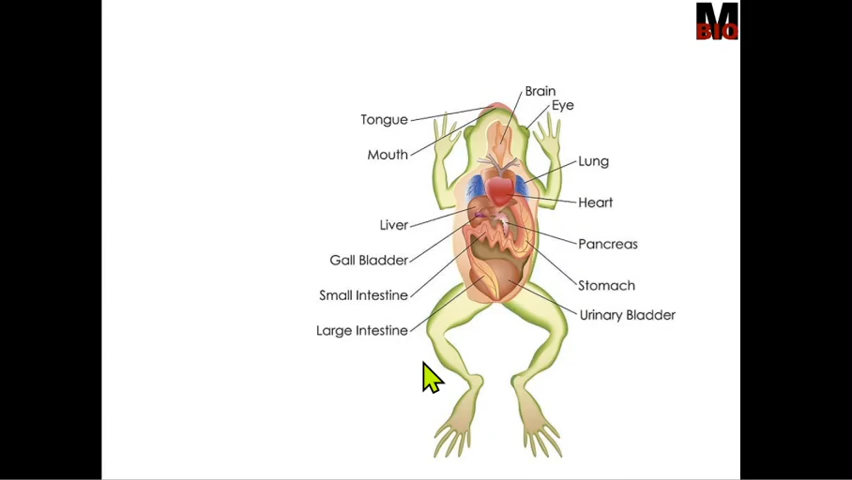 M
BIO
Brain
Eye
Tongue
Mouth
Lung
Heart
Liver
Pancreas
Gall Bladder
Stomach
Small Intestine
Urinary Bladder
Large Intestine